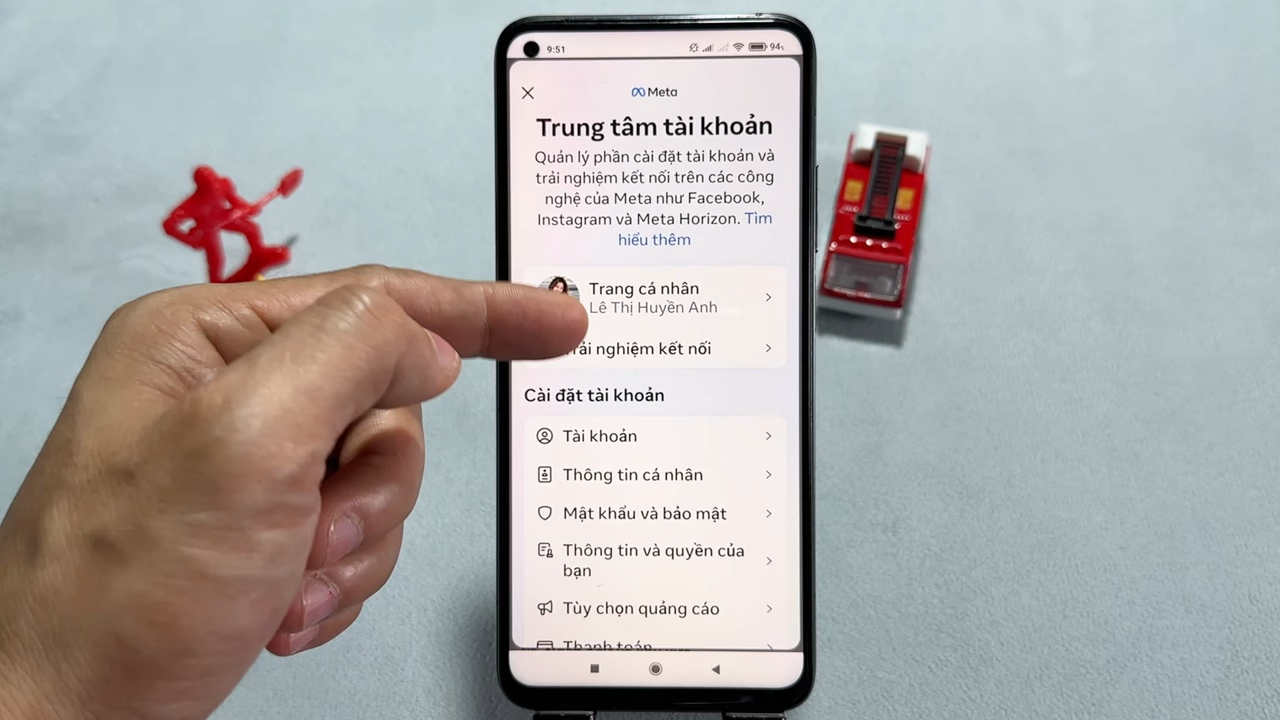 9:51
94%
Meta
Trung tâm tài khoản
Quản lý phần cài đặt tài khoản và
trải nghiệm kết nối trên các công
nghệ của Meta như Facebook,
Instagram và Meta Horizon. Tìm
hiểu thêm
Trang cá nhân
Lê Thị Huyền Anh
nghiệm kết nối
Cài đặt tài khoản
Tài khoản
Thông tin cá nhân
Mật khẩu và bảo mật
Thông tin và quyền của
bạn
Tùy chọn quảng cáo
Thanh toán